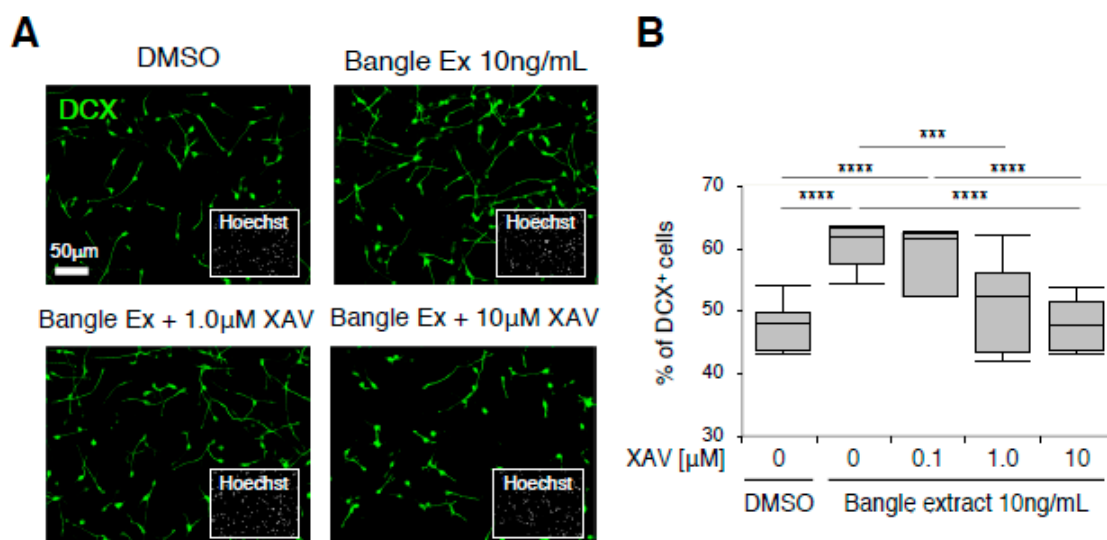 A
DMSO
Bangle Ex 10ng/mL
DCX
Hoechst
50μm
Hoechst
Bangle Ex + 1.0μM XAV
Bangle Ex + 10μM XAV
Hoechst
Hoechst
B
***
**** ****
**** ****
% of DCX⁺ cells
70
60
50
40
30
XAV [μM] 0 0 0.1 1.0 10
DMSO Bangle extract 10ng/mL